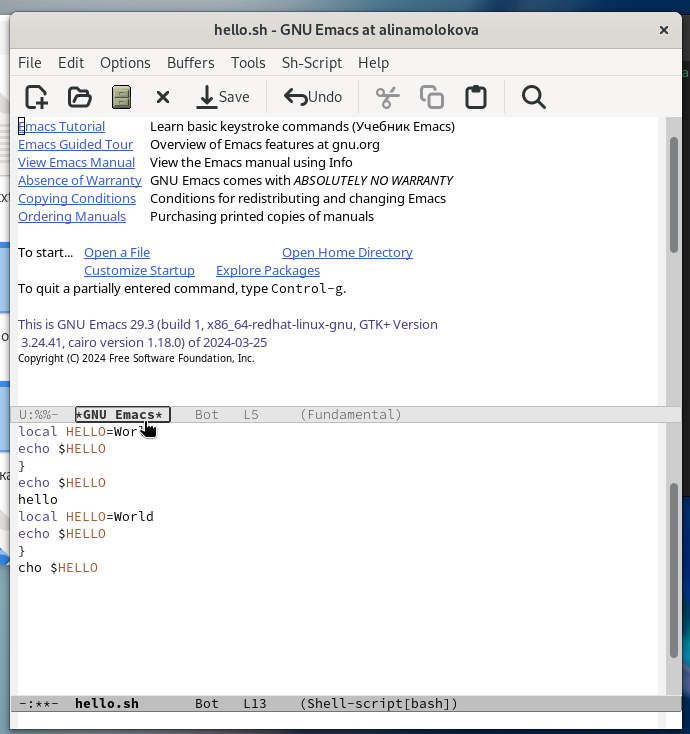 hello.sh - GNU Emacs at alinamolokova
File Edit Options Buffers Tools Sh-Script Help
Save Undo
Emacs Tutorial Learn basic keystroke commands (Учебник Emacs)
Emacs Guided Tour Overview of Emacs features at gnu.org
View Emacs Manual View the Emacs manual using Info
Absence of Warranty GNU Emacs comes with ABSOLUTELY NO WARRANTY
Copying Conditions Conditions for redistributing and changing Emacs
Ordering Manuals Purchasing printed copies of manuals
To start... Open a File Open Home Directory
Customize Startup Explore Packages
To quit a partially entered command, type Control-g.
This is GNU Emacs 29.3 (build 1, x86_64-redhat-linux-gnu, GTK+ Version
3.24.41, cairo version 1.18.0) of 2024-03-25
Copyright (C) 2024 Free Software Foundation, Inc.
U:%%- *GNU Emacs* Bot L5 (Fundamental)
local HELLO=World
echo $HELLO
}
echo $HELLO
hello
local HELLO=World
echo $HELLO
}
cho $HELLO
-:**- hello.sh Bot L13 (Shell-script[bash])